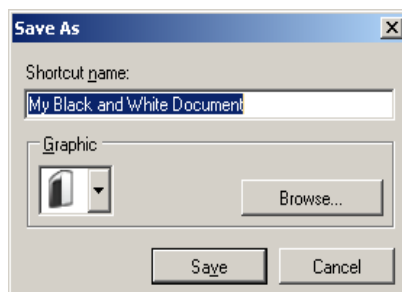 Save As
Shortcut name:
My Black and White Document
Graphic
Browse...
Save
Cancel